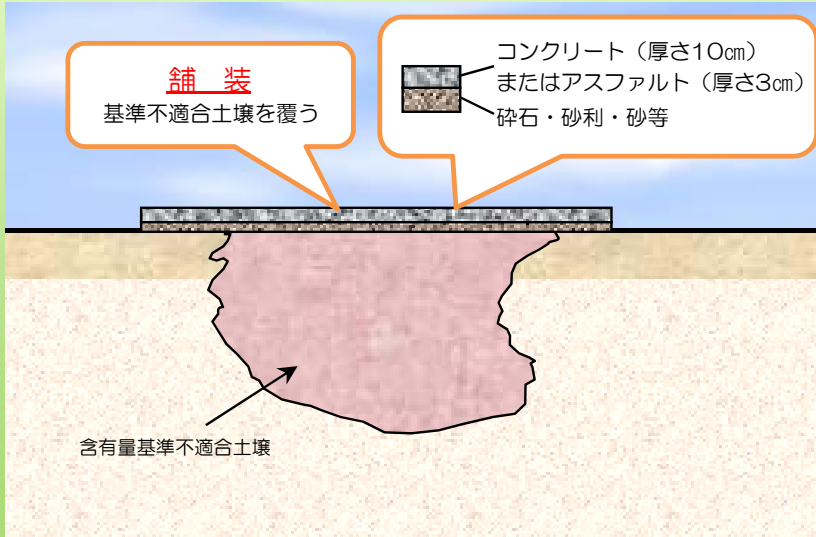 舗　装
基準不適合土壌を覆う
コンクリート（厚さ10㎝）
またはアスファルト（厚さ3㎝）
砕石・砂利・砂等
含有量基準不適合土壌